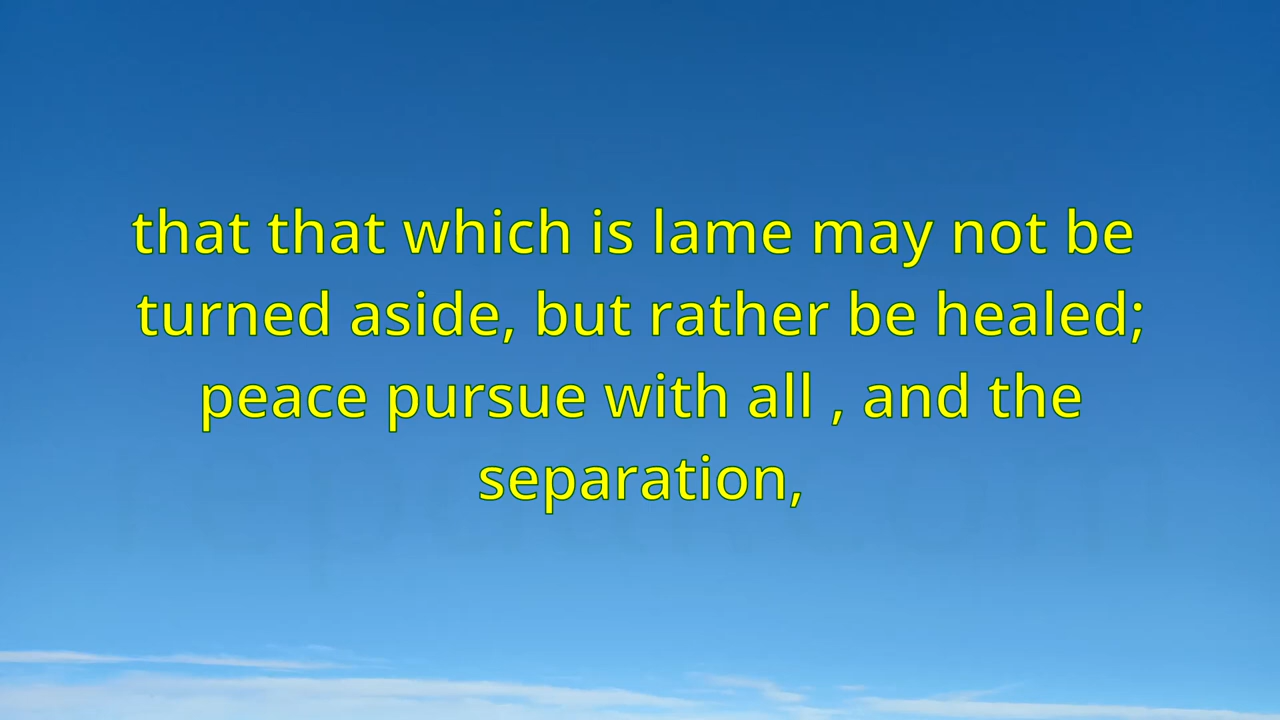 that that which is lame may not be
turned aside, but rather be healed;
peace pursue with all , and the
separation,